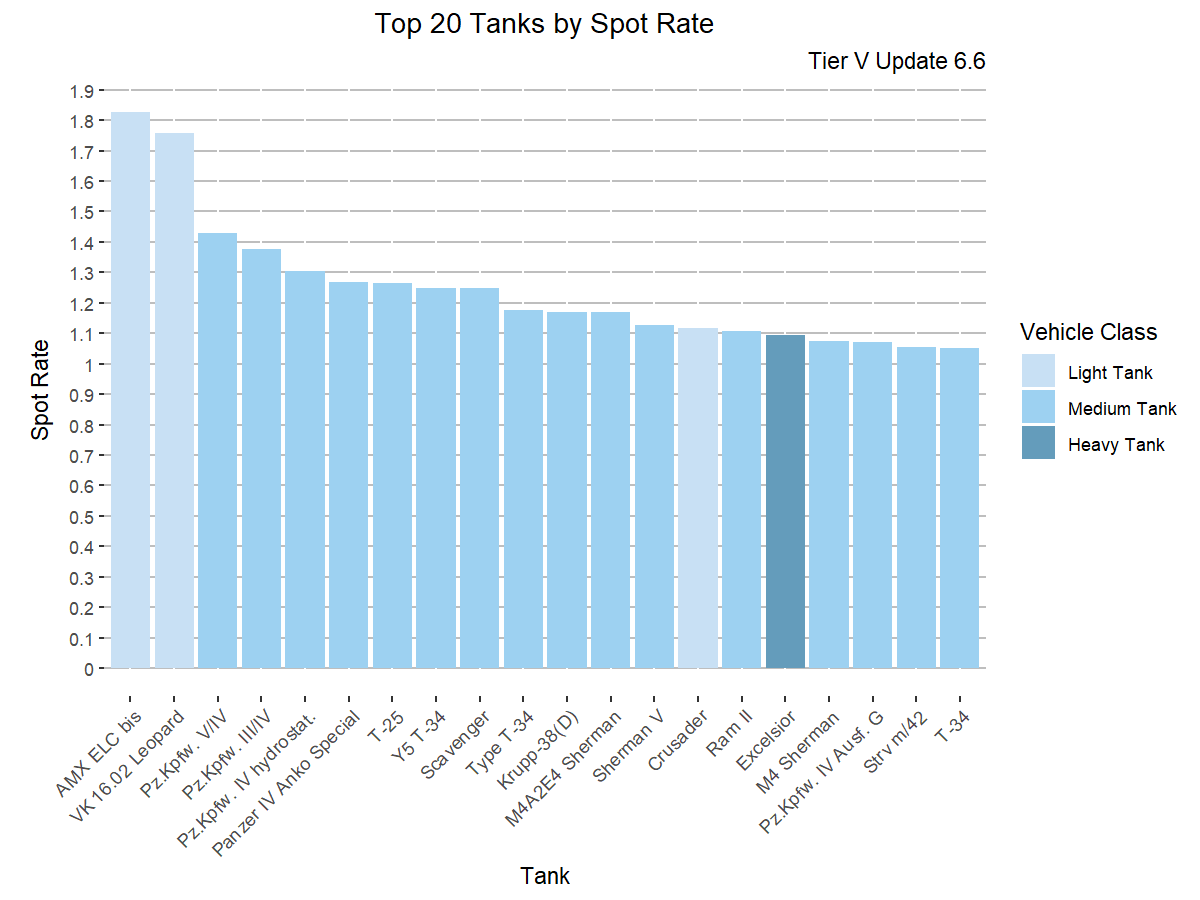 Top 20 Tanks by Spot Rate
Tier V Update 6.6
1.9
1.8
1.7
1.6
1.5
1.4
1.3
1.2
1.1
1
0.9
0.8
0.7
0.6
0.5
0.4
0.3
0.2
0.1
0
Spot Rate
AMX ELC bis
VK 16.02 Leopard
Pz.Kpfw. V/IV
Pz.Kpfw. III/IV
Pz.Kpfw. IV hydrostat.
Panzer IV Anko Special
T-25
Y5 T-34
Scavenger
Type T-34
Krupp-38(D)
M4A2E4 Sherman
Sherman V
Crusader
Ram II
Excelsior
M4 Sherman
Pz.Kpfw. IV Ausf. G
Strv m/42
T-34
Tank
Vehicle Class
Light Tank
Medium Tank
Heavy Tank